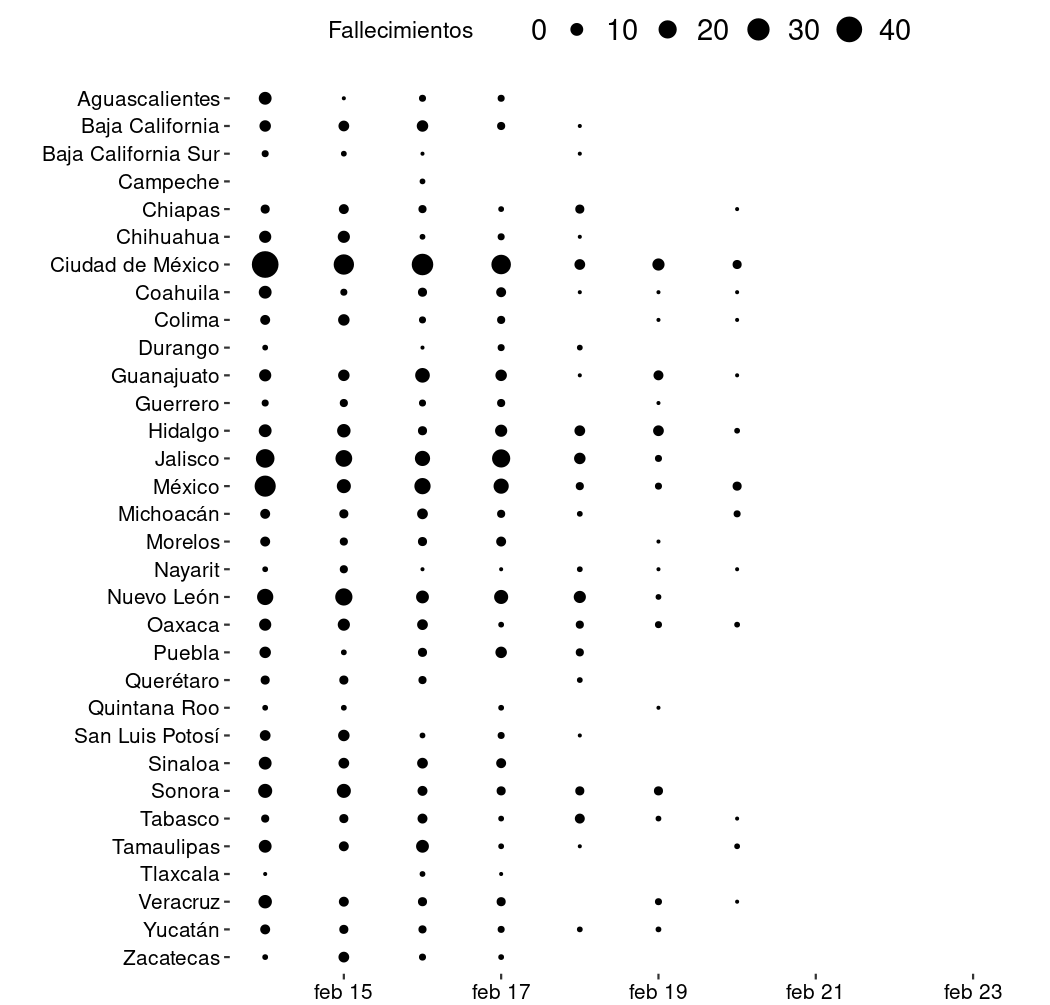 Fallecimientos 0 10 20 30 40
Aguascalientes
Baja California
Baja California Sur
Campeche
Chiapas
Chihuahua
Ciudad de México
Coahuila
Colima
Durango
Guanajuato
Guerrero
Hidalgo
Jalisco
México
Michoacán
Morelos
Nayarit
Nuevo León
Oaxaca
Puebla
Querétaro
Quintana Roo
San Luis Potosí
Sinaloa
Sonora
Tabasco
Tamaulipas
Tlaxcala
Veracruz
Yucatán
Zacatecas
feb 15 feb 17 feb 19 feb 21 feb 23